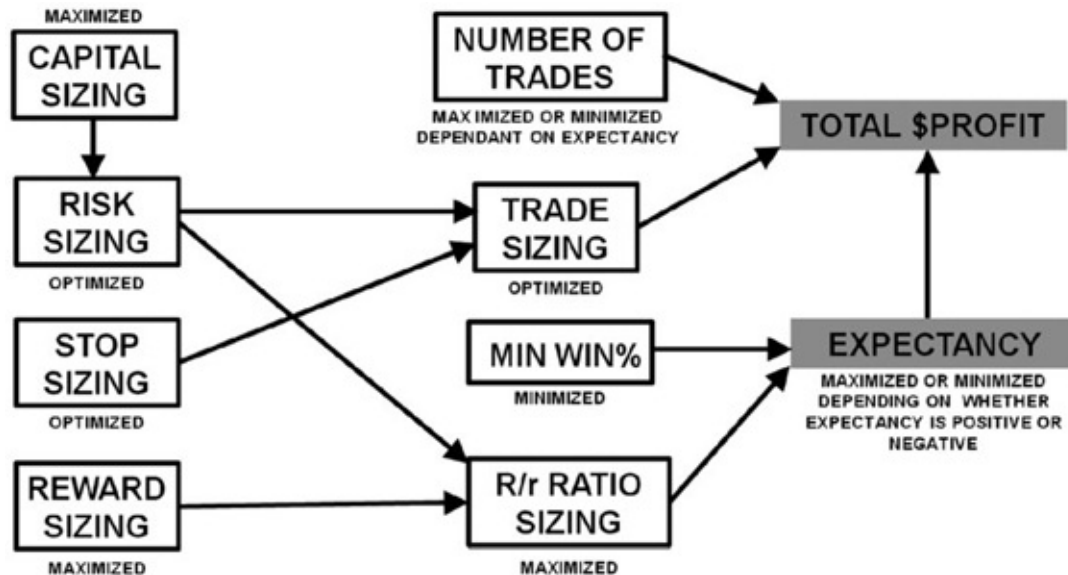 MAXIMIZED
CAPITAL
SIZING
RISK
SIZING
OPTIMIZED
STOP
SIZING
OPTIMIZED
REWARD
SIZING
MAXIMIZED
NUMBER OF
TRADES
MAXIMIZED OR MINIMIZED
DEPENDANT ON EXPECTANCY
TRADE
SIZING
OPTIMIZED
MIN WIN%
MINIMIZED
R/r RATIO
SIZING
MAXIMIZED
TOTAL $PROFIT
EXPECTANCY
MAXIMIZED OR MINIMIZED
DEPENDING ON WHETHER
EXPECTANCY IS POSITIVE OR
NEGATIVE